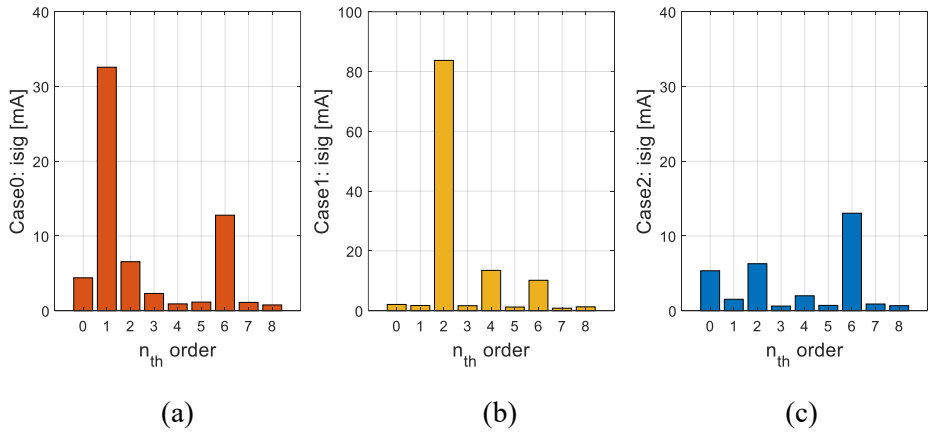 40
30
20
10
0
Case0: isig [mA]
0 1 2 3 4 5 6 7 8
nth order
(a)
100
80
60
40
20
0
Case1: isig [mA]
0 1 2 3 4 5 6 7 8
nth order
(b)
40
30
20
10
0
Case2: isig [mA]
0 1 2 3 4 5 6 7 8
nth order
(c)